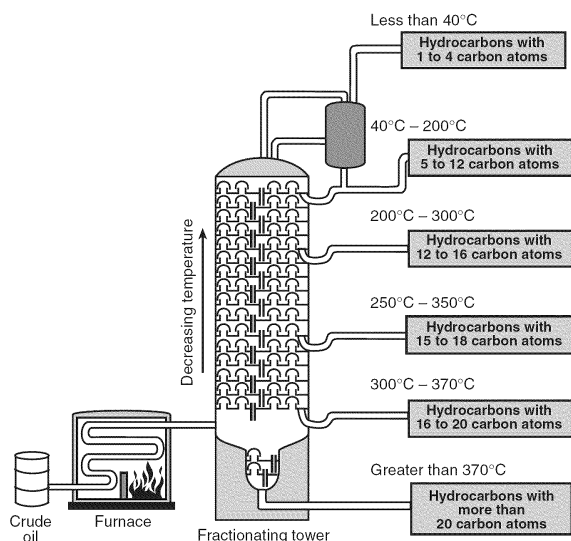 Less than 40°C
Hydrocarbons with
1 to 4 carbon atoms
40°C – 200°C
Hydrocarbons with
5 to 12 carbon atoms
200°C – 300°C
Hydrocarbons with
12 to 16 carbon atoms
250°C – 350°C
Hydrocarbons with
15 to 18 carbon atoms
300°C – 370°C
Hydrocarbons with
16 to 20 carbon atoms
Greater than 370°C
Hydrocarbons with
more than
20 carbon atoms
Decreasing temperature
Crude
oil
Furnace
Fractionating tower